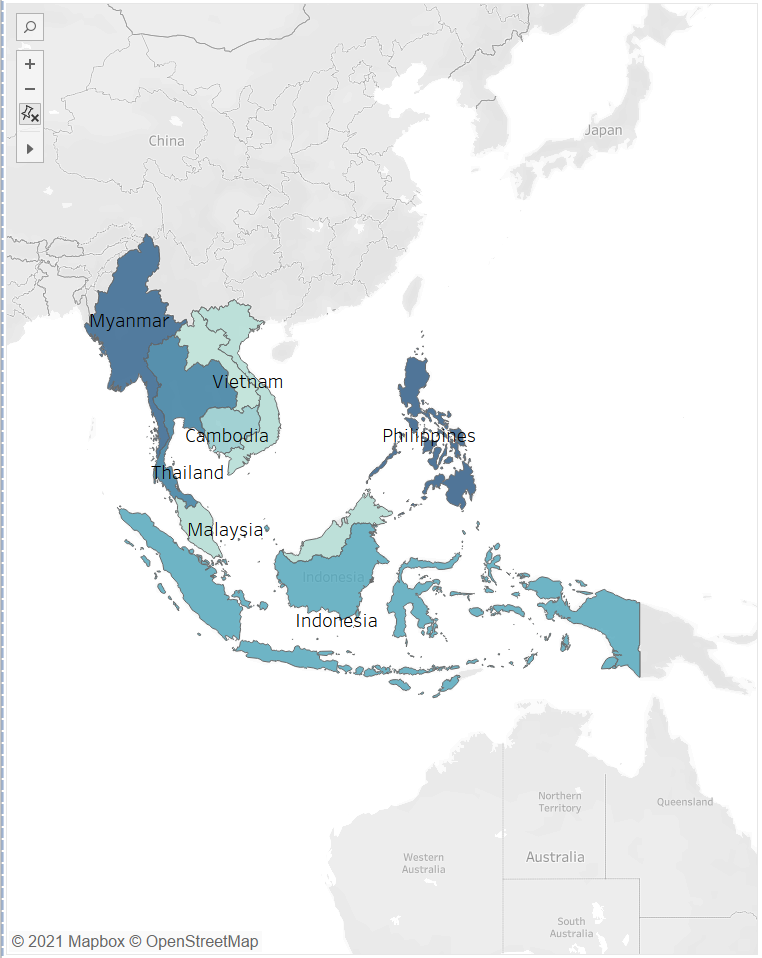 China
Japan
Myanmar
Vietnam
Cambodia
Philippines
Thailand
Malaysia
Indonesia
Indonesia
Northern
Territory
Queensland
Western
Australia
Australia
South
Australia
© 2021 Mapbox © OpenStreetMap